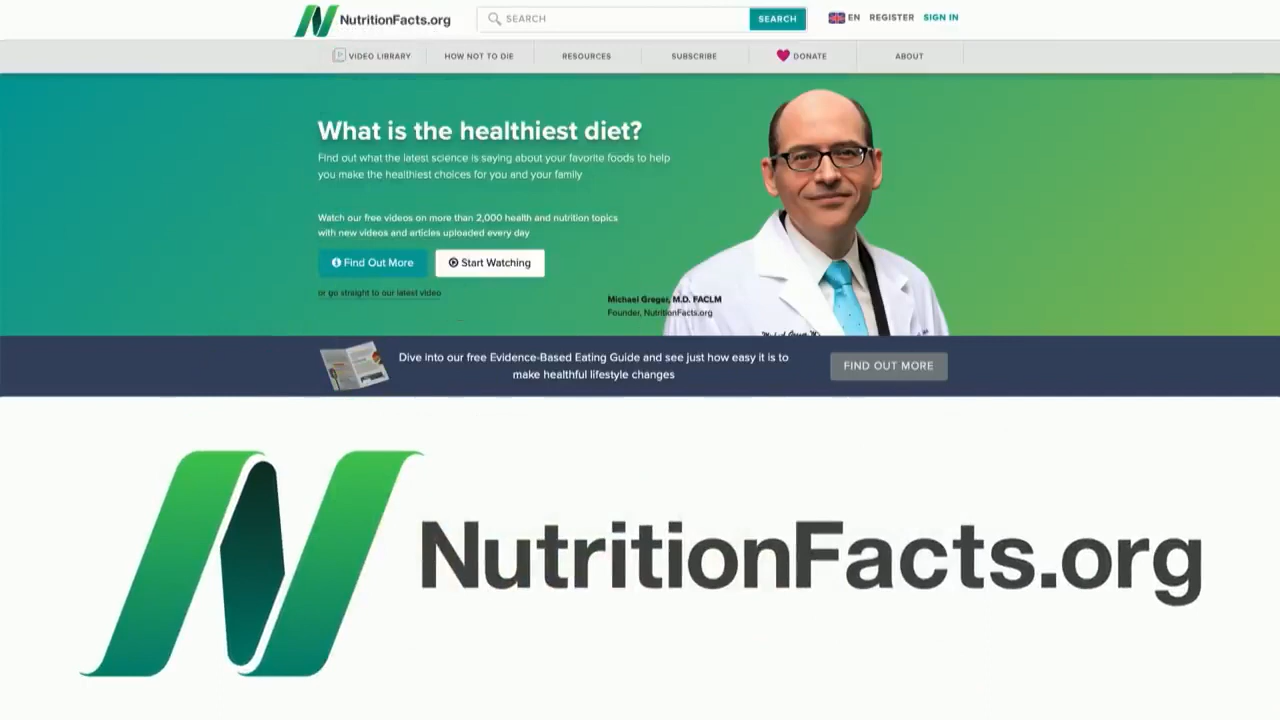 NutritionFacts.org
SEARCH
SEARCH
EN
REGISTER
SIGN IN
VIDEO LIBRARY
HOW NOT TO DIE
RESOURCES
SUBSCRIBE
DONATE
ABOUT
What is the healthiest diet?
Find out what the latest science is saying about your favorite foods to help
you make the healthiest choices for you and your family
Watch our free videos on more than 2,000 health and nutrition topics
with new videos and articles uploaded every day
Find Out More
Start Watching
or go straight to our latest video
Michael Greger, M.D. FACLM
Founder, NutritionFacts.org
Dive into our free Evidence-Based Eating Guide and see just how easy it is to
make healthful lifestyle changes
FIND OUT MORE
NutritionFacts.org